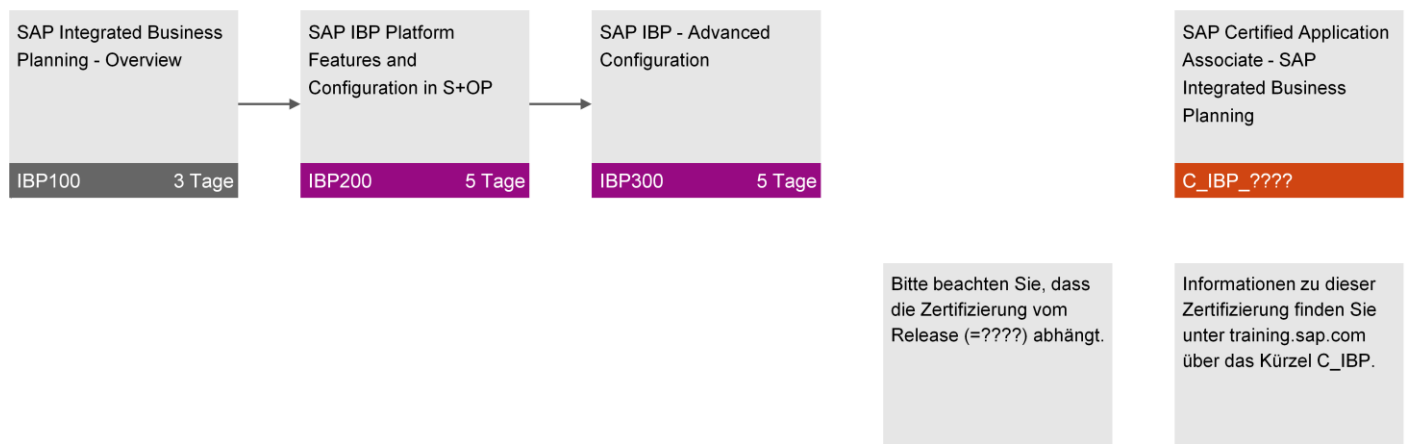 SAP Integrated Business
Planning - Overview
IBP100 3 Tage
SAP IBP Platform
Features and
Configuration in S+OP
IBP200 5 Tage
SAP IBP - Advanced
Configuration
IBP300 5 Tage
SAP Certified Application
Associate - SAP
Integrated Business
Planning
C_IBP_????
Bitte beachten Sie, dass
die Zertifizierung vom
Release (=????) abhängt.
Informationen zu dieser
Zertifizierung finden Sie
unter training.sap.com
über das Kürzel C_IBP.